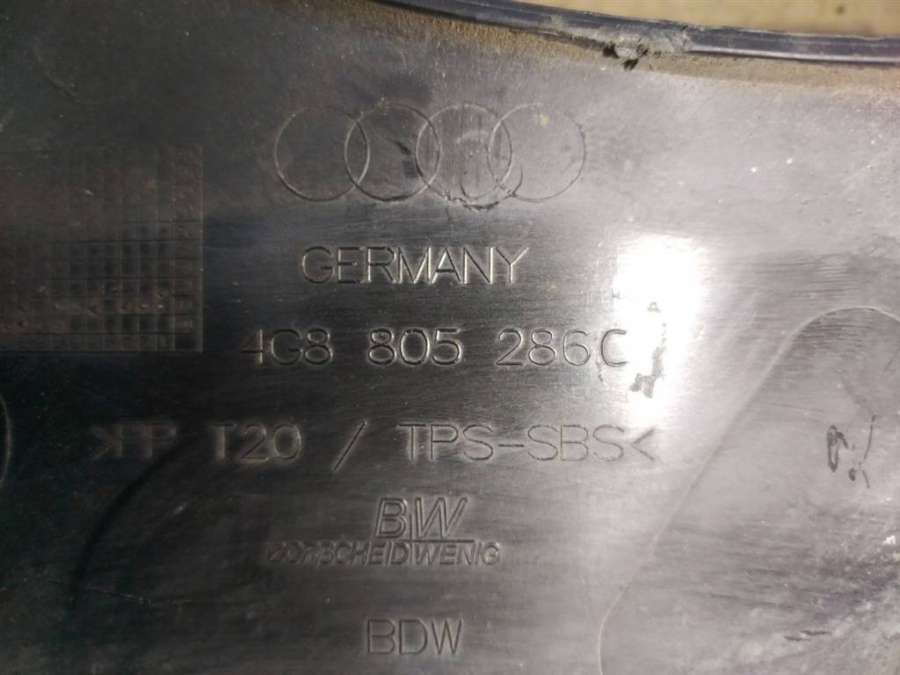 GERMANY
4G8 805 286C
>PP T20 / TPS-SBS<
BW
BDW